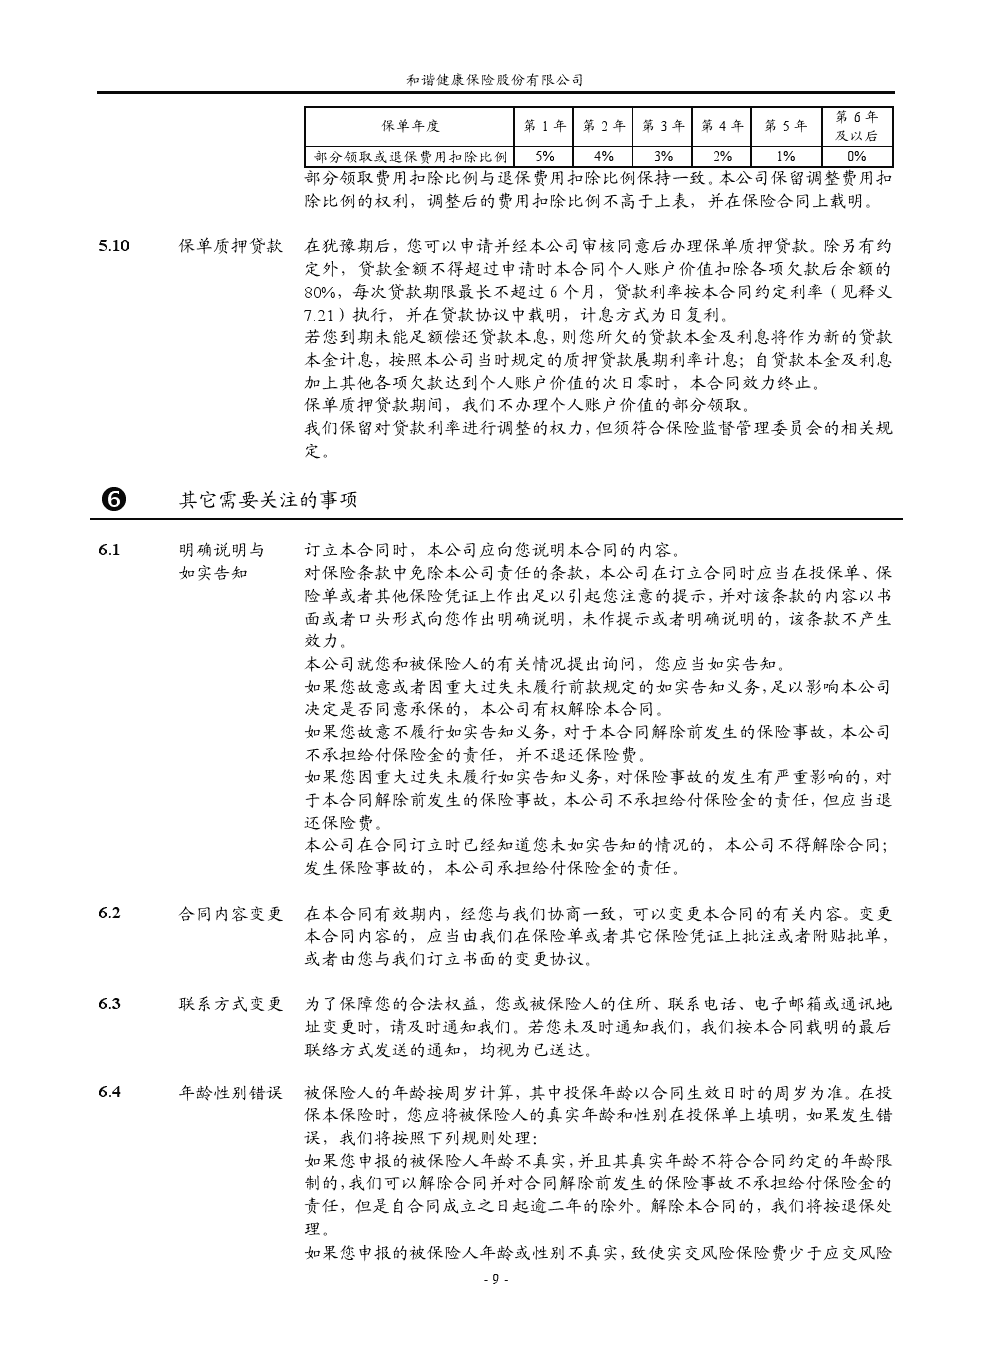 和谐健康保险股份有限公司
保单年度 第 1 年 第 2 年 第 3 年 第 4 年 第 5 年 第 6 年及以后
部分领取或退保费用扣除比例 5% 4% 3% 2% 1% 0%
部分领取费用扣除比例与退保费用扣除比例保持一致。本公司保留调整费用扣
除比例的权利，调整后的费用扣除比例不高于上表，并在保险合同上载明。
5.10 保单质押贷款 在犹豫期后，您可以申请并经本公司审核同意后办理保单质押贷款。除另有约
定外，贷款金额不得超过申请时本合同个人账户价值扣除各项欠款后余额的
80%，每次贷款期限最长不超过 6 个月，贷款利率按本合同约定利率（见释义
7.21）执行，并在贷款协议中载明，计息方式为日复利。
若您到期未能足额偿还贷款本息，则您所欠的贷款本金及利息将作为新的贷款
本金计息，按照本公司当时规定的质押贷款展期利率计息；自贷款本金及利息
加上其他各项欠款达到个人账户价值的次日零时，本合同效力终止。
保单质押贷款期间，我们不办理个人账户价值的部分领取。
我们保留对贷款利率进行调整的权力，但须符合保险监督管理委员会的相关规
定。
❻ 其它需要关注的事项
6.1 明确说明与 订立本合同时，本公司应向您说明本合同的内容。
如实告知 对保险条款中免除本公司责任的条款，本公司在订立合同时应当在投保单、保
险单或者其他保险凭证上作出足以引起您注意的提示，并对该条款的内容以书
面或者口头形式向您作出明确说明，未作提示或者明确说明的，该条款不产生
效力。
本公司就您和被保险人的有关情况提出询问，您应当如实告知。
如果您故意或者因重大过失未履行前款规定的如实告知义务，足以影响本公司
决定是否同意承保的，本公司有权解除本合同。
如果您故意不履行如实告知义务，对于本合同解除前发生的保险事故，本公司
不承担给付保险金的责任，并不退还保险费。
如果您因重大过失未履行如实告知义务，对保险事故的发生有严重影响的，对
于本合同解除前发生的保险事故，本公司不承担给付保险金的责任，但应当退
还保险费。
本公司在合同订立时已经知道您未如实告知的情况的，本公司不得解除合同；
发生保险事故的，本公司承担给付保险金的责任。
6.2 合同内容变更 在本合同有效期内，经您与我们协商一致，可以变更本合同的有关内容。变更
本合同内容的，应当由我们在保险单或者其它保险凭证上批注或者附贴批单，
或者由您与我们订立书面的变更协议。
6.3 联系方式变更 为了保障您的合法权益，您或被保险人的住所、联系电话、电子邮箱或通讯地
址变更时，请及时通知我们。若您未及时通知我们，我们按本合同载明的最后
联络方式发送的通知，均视为已送达。
6.4 年龄性别错误 被保险人的年龄按周岁计算，其中投保年龄以合同生效日时的周岁为准。在投
保本保险时，您应将被保险人的真实年龄和性别在投保单上填明，如果发生错
误，我们将按照下列规则处理：
如果您申报的被保险人年龄不真实，并且其真实年龄不符合合同约定的年龄限
制的，我们可以解除合同并对合同解除前发生的保险事故不承担给付保险金的
责任，但是自合同成立之日起逾二年的除外。解除本合同的，我们将按退保处
理。
如果您申报的被保险人年龄或性别不真实，致使实交风险保险费少于应交风险
- 9 -